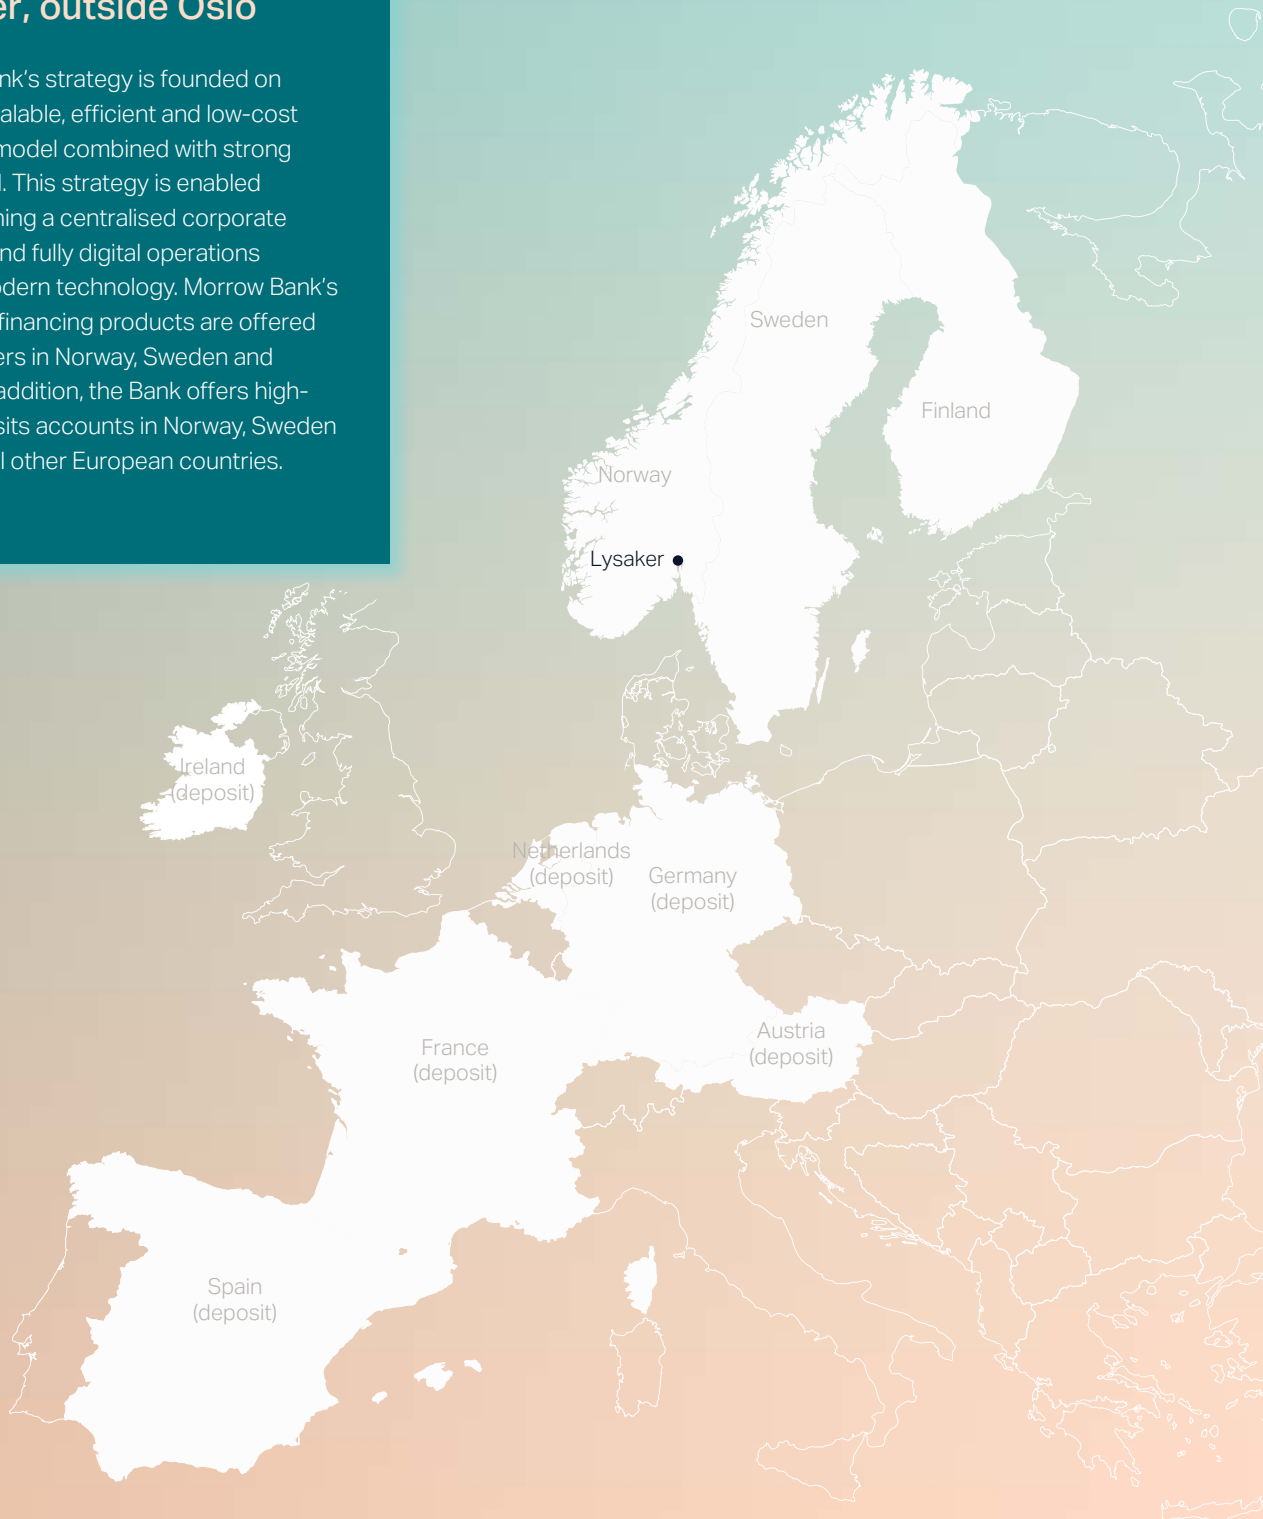 er, outside Oslo
nk's strategy is founded on
alable, efficient and low-cost
model combined with strong
. This strategy is enabled
ning a centralised corporate
nd fully digital operations
odern technology. Morrow Bank's
financing products are offered
ers in Norway, Sweden and
addition, the Bank offers high-
sits accounts in Norway, Sweden
l other European countries.
Sweden
Finland
Norway
Lysaker
Ireland
(deposit)
Netherlands
(deposit)
Germany
(deposit)
Austria
(deposit)
France
(deposit)
Spain
(deposit)